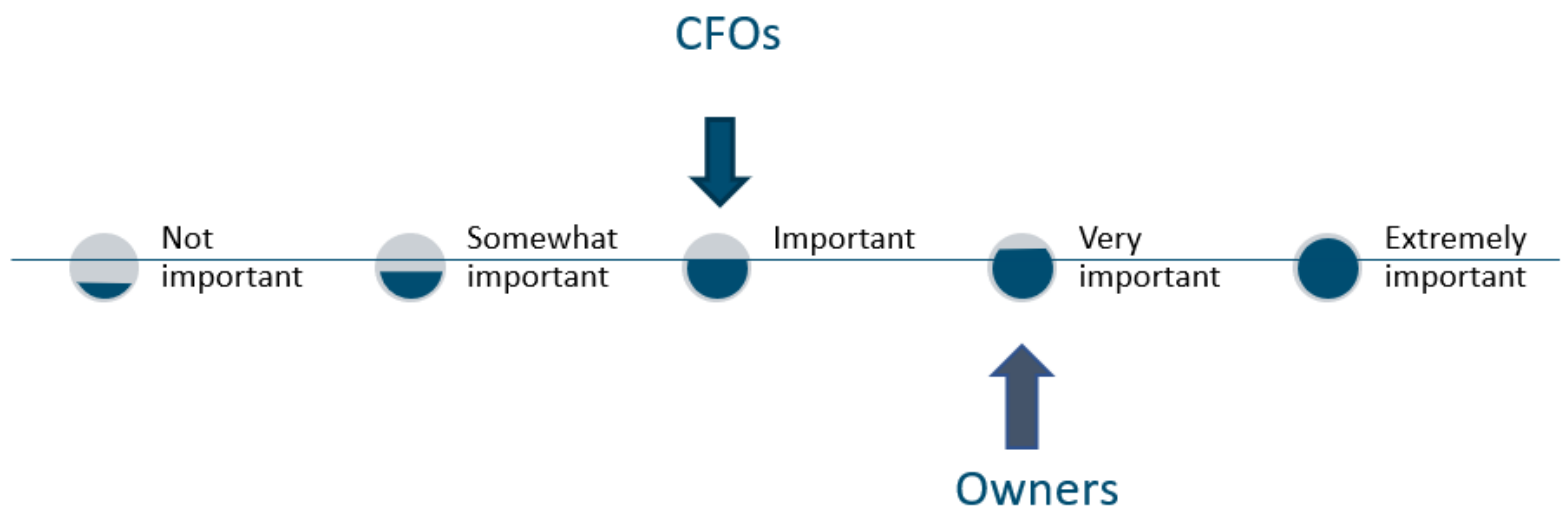 CFOs
Not
important
Somewhat
important
Important
Very
important
Extremely
important
Owners